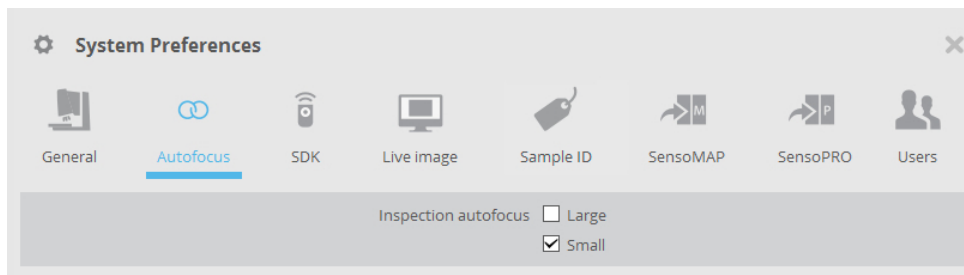 System Preferences
M P
General Autofocus SDK Live image Sample ID SensoMAP SensoPRO Users
Inspection autofocus Large
Small